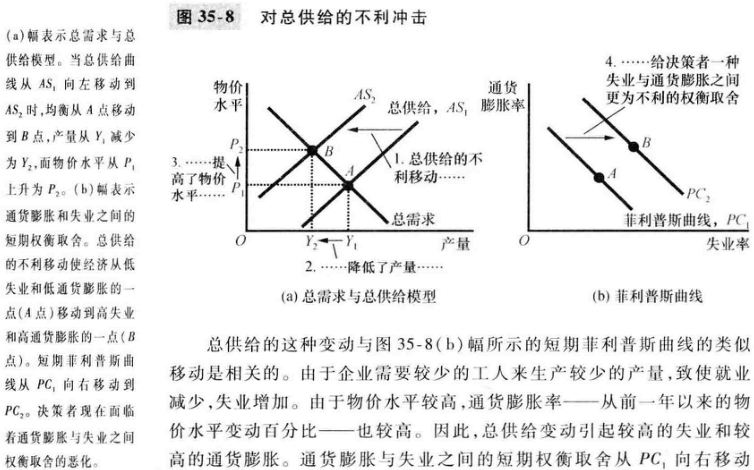 图 35-8 对总供给的不利冲击
(a)幅表示总需求与总
供给模型。当总供给曲
线从 AS₁ 向左移动到
AS₂ 时,均衡从 A 点移动
到 B 点,产量从 Y₁ 减少
为 Y₂,而物价水平从 P₁
上升为 P₂。(b)幅表示
通货膨胀和失业之间的
短期权衡取舍。总供给
的不利移动使经济从低
失业和低通货膨胀的一
点(A 点)移动到高失业
和高通货膨胀的一点(B
点)。短期菲利普斯曲
线从 PC₁ 向右移动到
PC₂。决策者现在面临
着通货膨胀与失业之间
权衡取舍的恶化。
物价
水平
AS₂
总供给，AS₁
P₂
B
1. 总供给的不
利移动……
3. ……提
高了物价
水平……
A
P₁
总需求
O
Y₂
Y₁
产量
2. ……降低了产量……
(a) 总需求与总供给模型
通货
膨胀率
4. ……给决策者一种
失业与通货膨胀之间
更为不利的权衡取舍
B
A
PC₂
菲利普斯曲线，PC₁
O
失业率
(b) 菲利普斯曲线
总供给的这种变动与图 35-8(b)幅所示的短期菲利普斯曲线的类似
移动是相关的。由于企业需要较少的工人来生产较少的产量,致使就业
减少,失业增加。由于物价水平较高,通货膨胀率——从前一年以来的物
价水平变动百分比——也较高。因此,总供给变动引起较高的失业和较
高的通货膨胀。通货膨胀与失业之间的短期权衡取舍从 PC₁ 向右移动